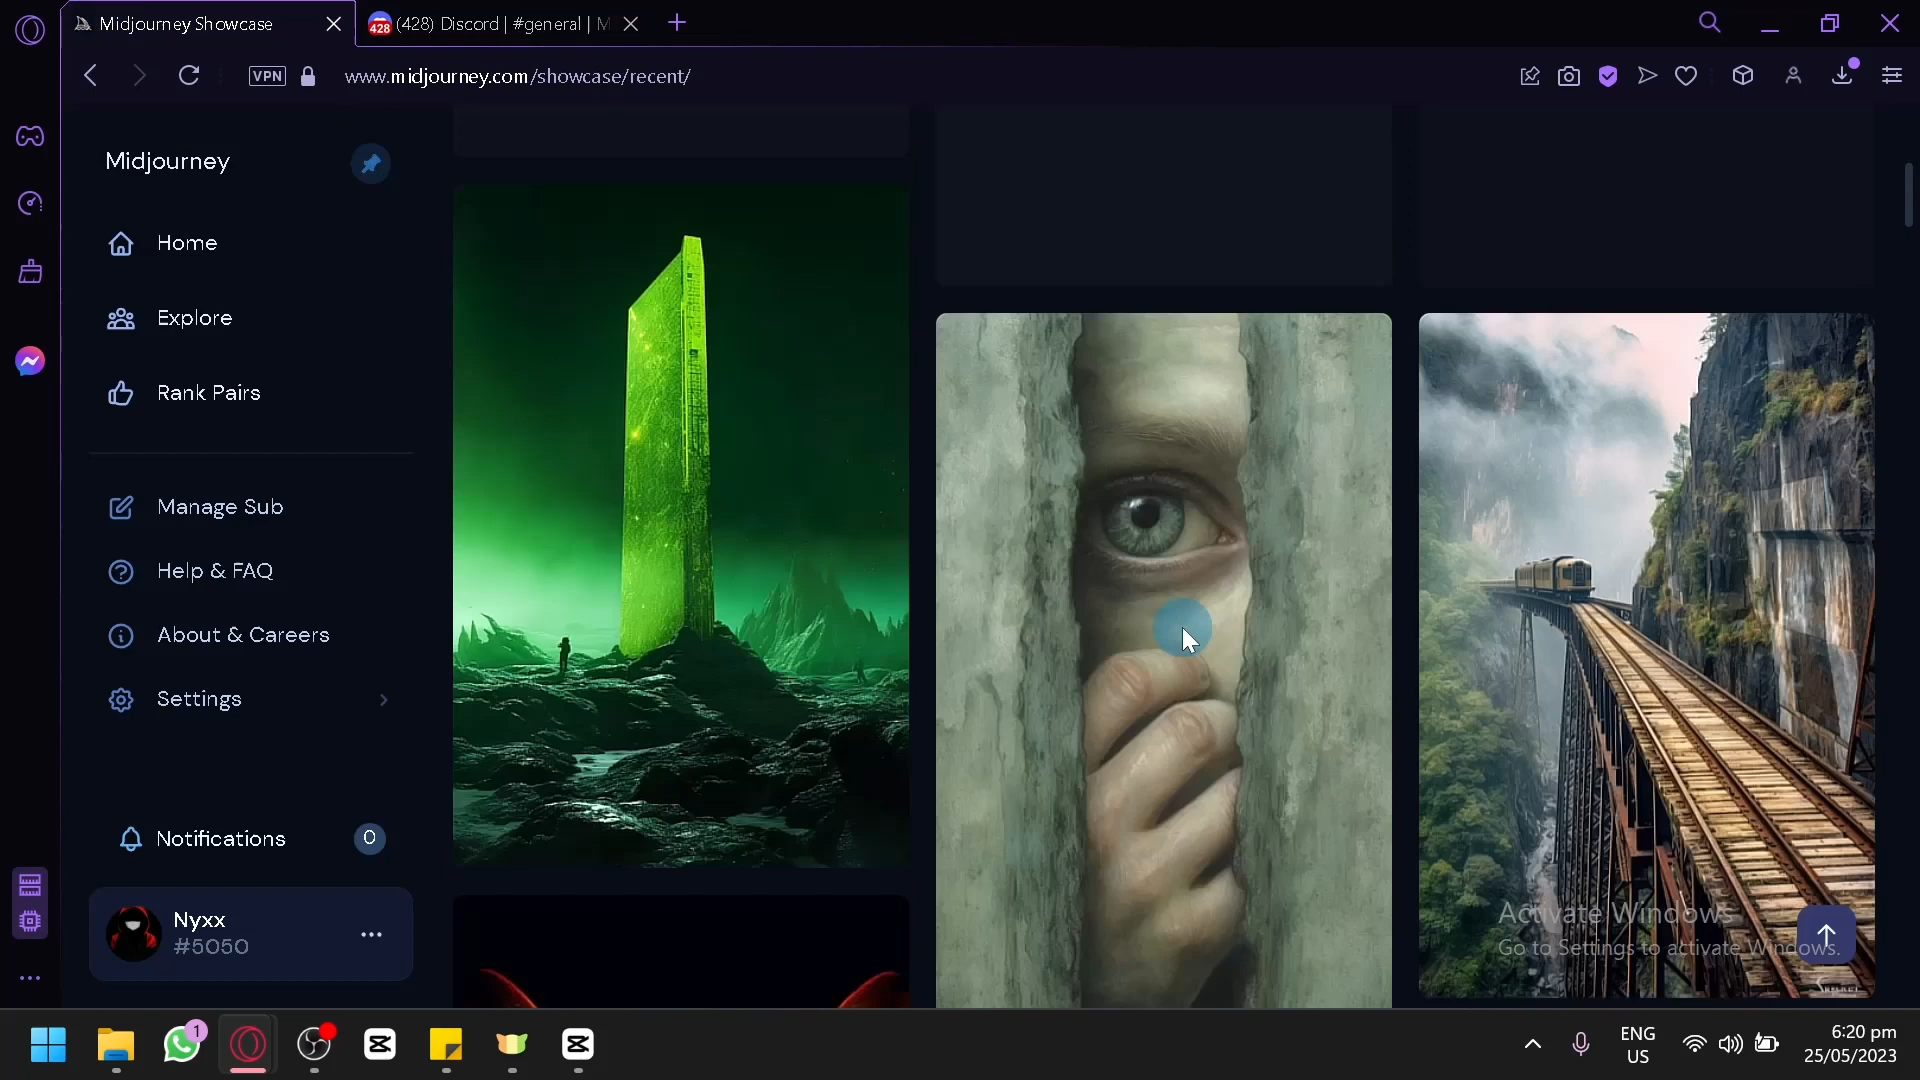 Midjourney Showcase
428
(428) Discord | #general | M
VPN
www.midjourney.com/showcase/recent/
Midjourney
Home
Explore
Rank Pairs
Manage Sub
Help & FAQ
About & Careers
Settings
Notifications
0
Nyxx
#5050
Activate Windows
Go to Settings to activate Windows.
1
ENG
US
6:20 pm
25/05/2023